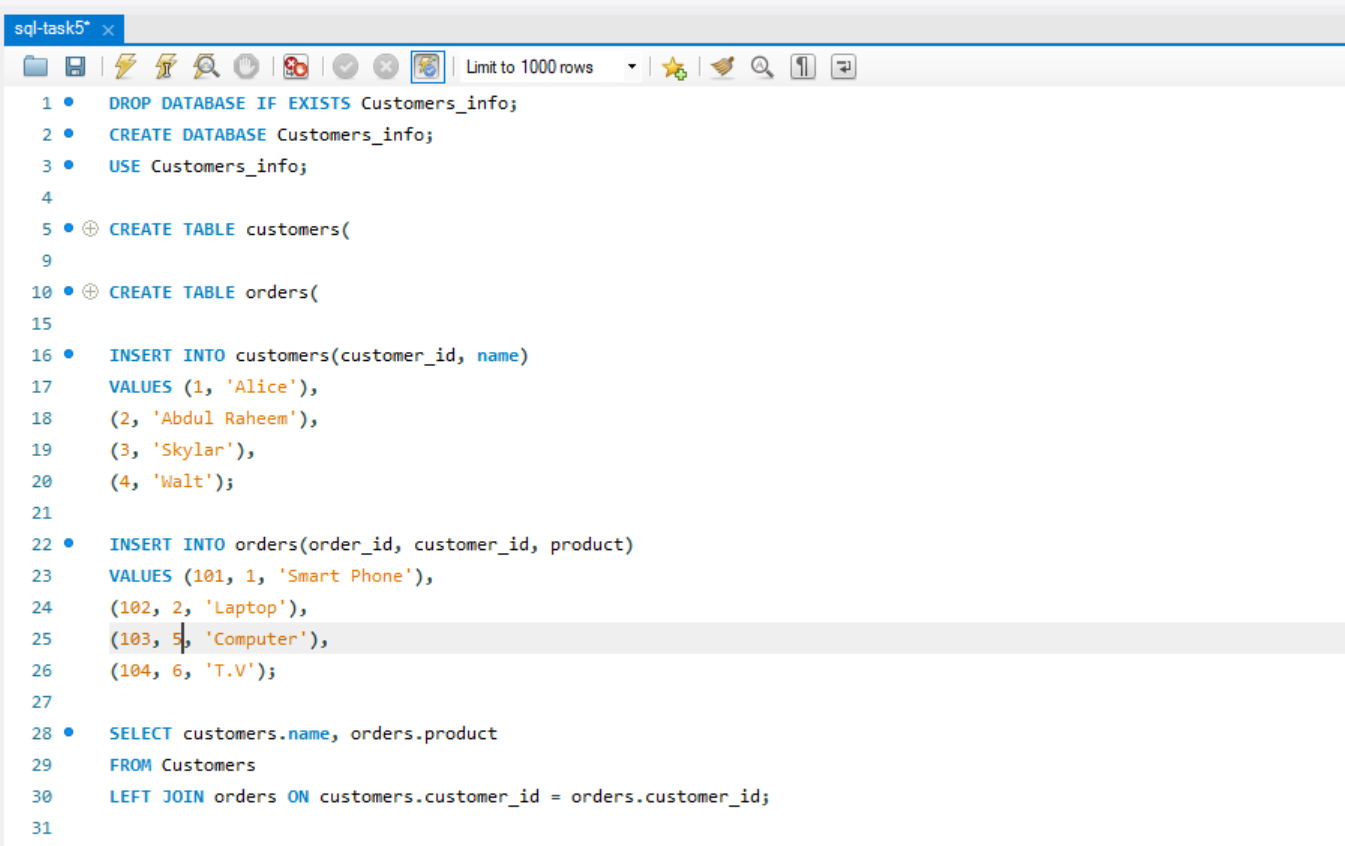 sql-task5*
Limit to 1000 rows
1 DROP DATABASE IF EXISTS Customers_info;
2 CREATE DATABASE Customers_info;
3 USE Customers_info;
4
5 CREATE TABLE customers(
9
10 CREATE TABLE orders(
15
16 INSERT INTO customers(customer_id, name)
17 VALUES (1, 'Alice'),
18 (2, 'Abdul Raheem'),
19 (3, 'Skylar'),
20 (4, 'Walt');
21
22 INSERT INTO orders(order_id, customer_id, product)
23 VALUES (101, 1, 'Smart Phone'),
24 (102, 2, 'Laptop'),
25 (103, 5, 'Computer'),
26 (104, 6, 'T.V');
27
28 SELECT customers.name, orders.product
29 FROM Customers
30 LEFT JOIN orders ON customers.customer_id = orders.customer_id;
31